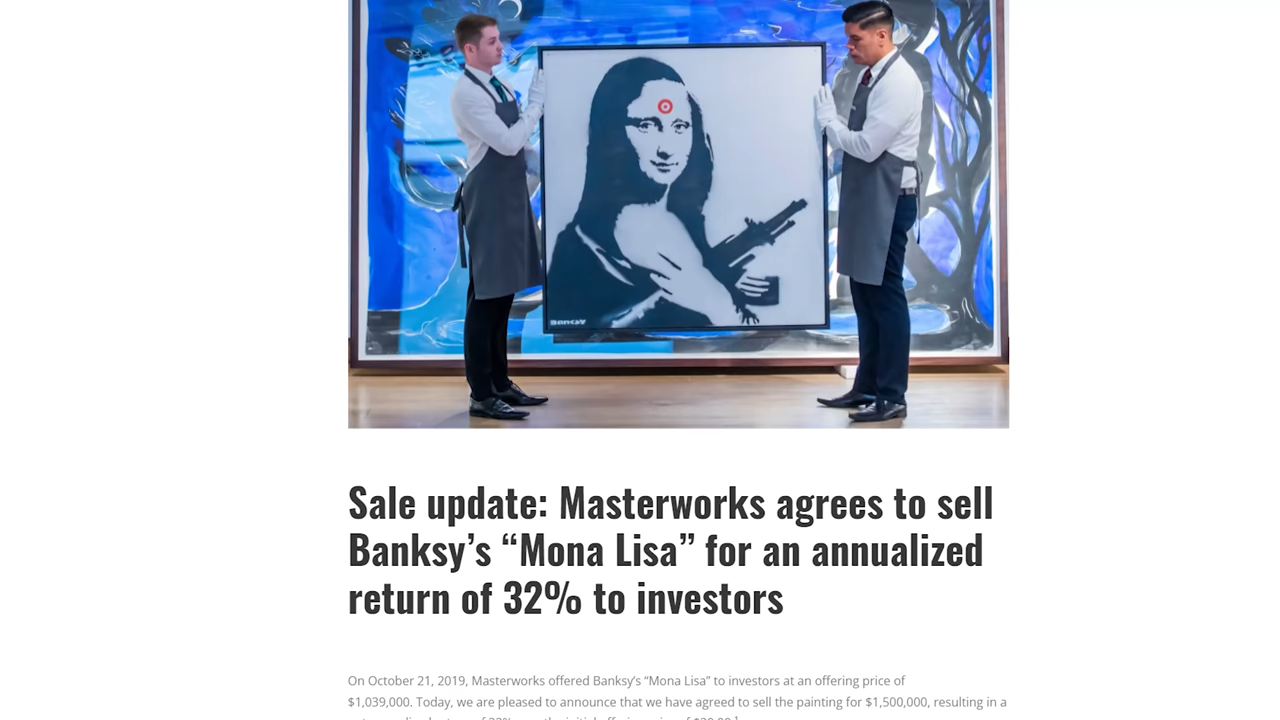 BANKSY
Sale update: Masterworks agrees to sell
Banksy’s “Mona Lisa” for an annualized
return of 32% to investors
On October 21, 2019, Masterworks offered Banksy’s “Mona Lisa” to investors at an offering price of
$1,039,000. Today, we are pleased to announce that we have agreed to sell the painting for $1,500,000, resulting in a